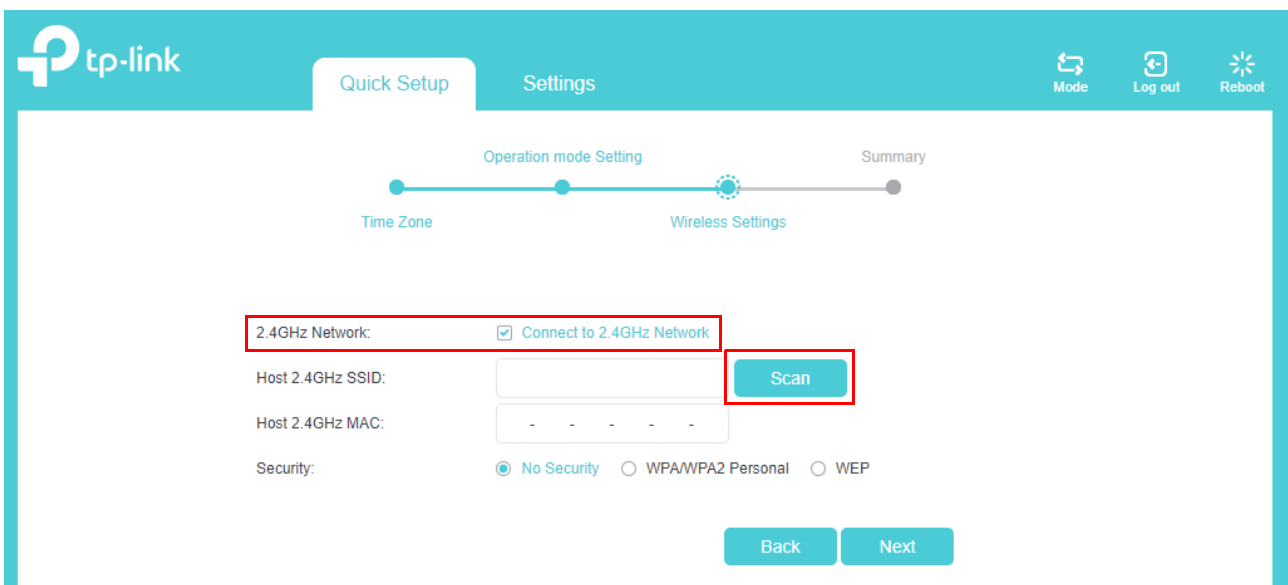 tp-link
Quick Setup
Settings
Mode
Log out
Reboot
Operation mode Setting
Summary
Time Zone
Wireless Settings
2.4GHz Network:
Connect to 2.4GHz Network
Host 2.4GHz SSID:
Scan
Host 2.4GHz MAC:
- - - - -
Security:
No Security
WPA/WPA2 Personal
WEP
Back
Next